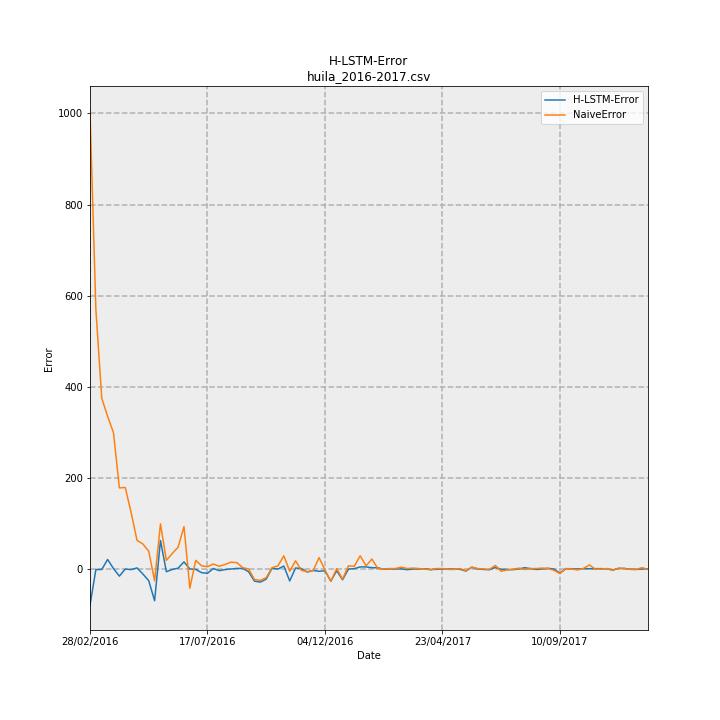 H-LSTM-Error
huila_2016-2017.csv
H-LSTM-Error
NaiveError
1000
800
600
400
200
0
Error
28/02/2016
17/07/2016
04/12/2016
23/04/2017
10/09/2017
Date